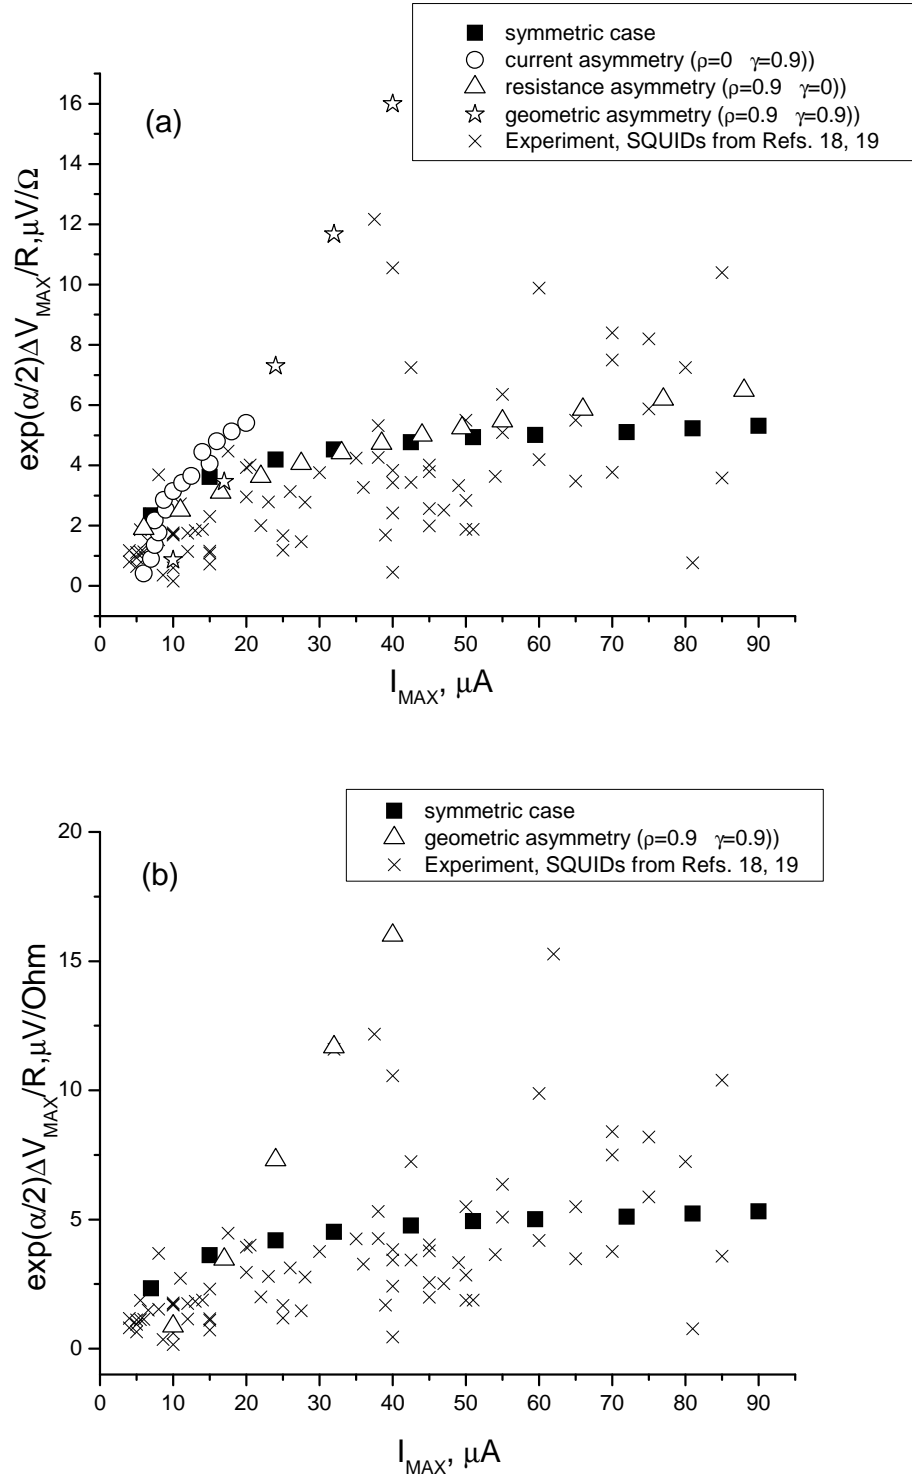 symmetric case
current asymmetry (ρ=0 γ=0.9))
resistance asymmetry (ρ=0.9 γ=0))
geometric asymmetry (ρ=0.9 γ=0.9))
Experiment, SQUIDs from Refs. 18, 19
(a)
exp(α/2)ΔV_MAX/R,μV/Ω
16
14
12
10
8
6
4
2
0
0 10 20 30 40 50 60 70 80 90
I_MAX, μA
symmetric case
geometric asymmetry (ρ=0.9 γ=0.9))
Experiment, SQUIDs from Refs. 18, 19
(b)
exp(α/2)ΔV_MAX/R,μV/Ohm
20
15
10
5
0
0 10 20 30 40 50 60 70 80 90
I_MAX, μA